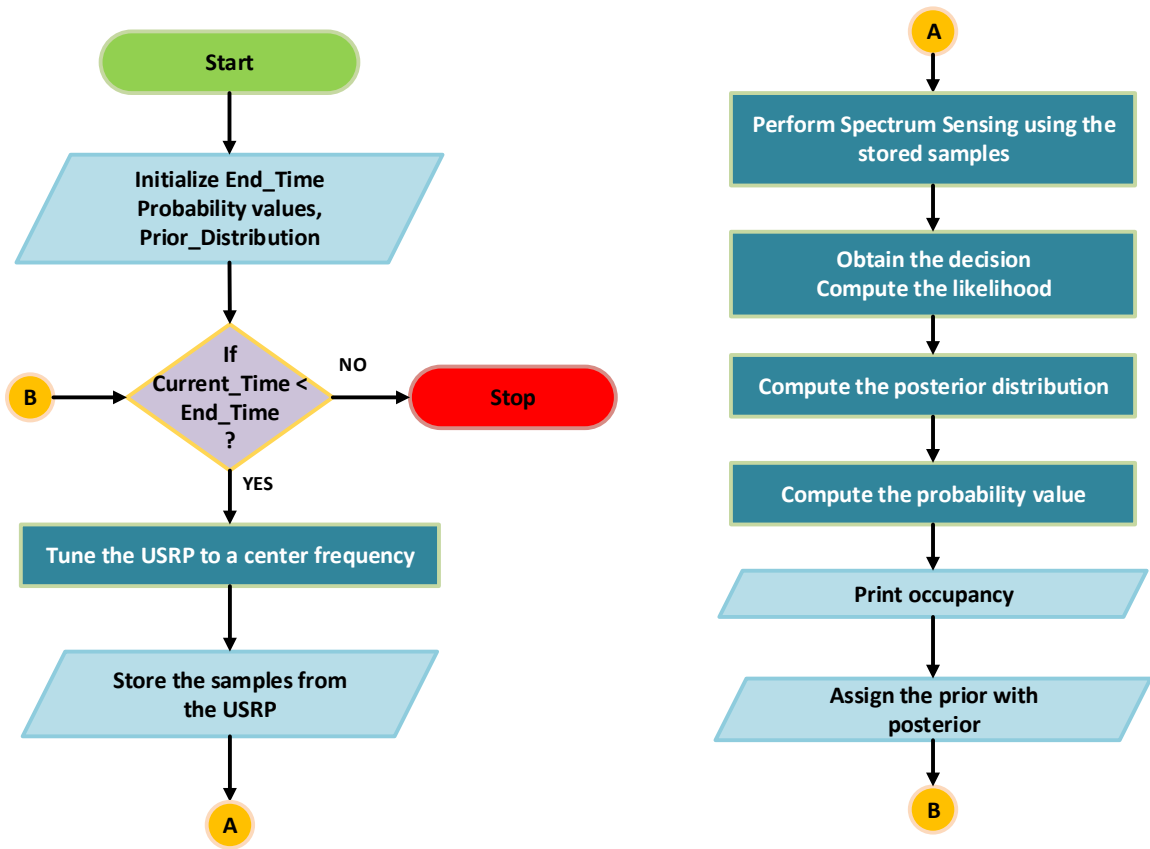 Start
Initialize End_Time
Probability values,
Prior_Distribution
If
Current_Time <
End_Time
?
NO
Stop
B
YES
Tune the USRP to a center frequency
Store the samples from
the USRP
A
A
Perform Spectrum Sensing using the
stored samples
Obtain the decision
Compute the likelihood
Compute the posterior distribution
Compute the probability value
Print occupancy
Assign the prior with
posterior
B